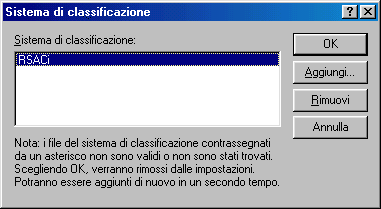 Sistema di classificazione
Sistema di classificazione:
RSACi
OK
Aggiungi...
Rimuovi
Annulla
Nota: i file del sistema di classificazione contrassegnati
da un asterisco non sono validi o non sono stati trovati.
Scegliendo OK, verranno rimossi dalle impostazioni.
Potranno essere aggiunti di nuovo in un secondo tempo.